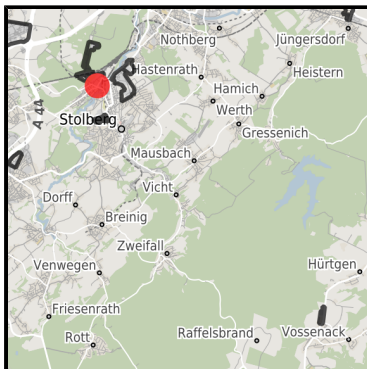 Nothberg
Jüngersdorf
Hastenrath
Heistern
Hamich
A 44
Werth
Stolberg
Gressenich
Mausbach
Vicht
Dorff
Breinig
Zweifall
Venwegen
Hürtgen
Friesenrath
Raffelsbrand
Vossenack
Rott